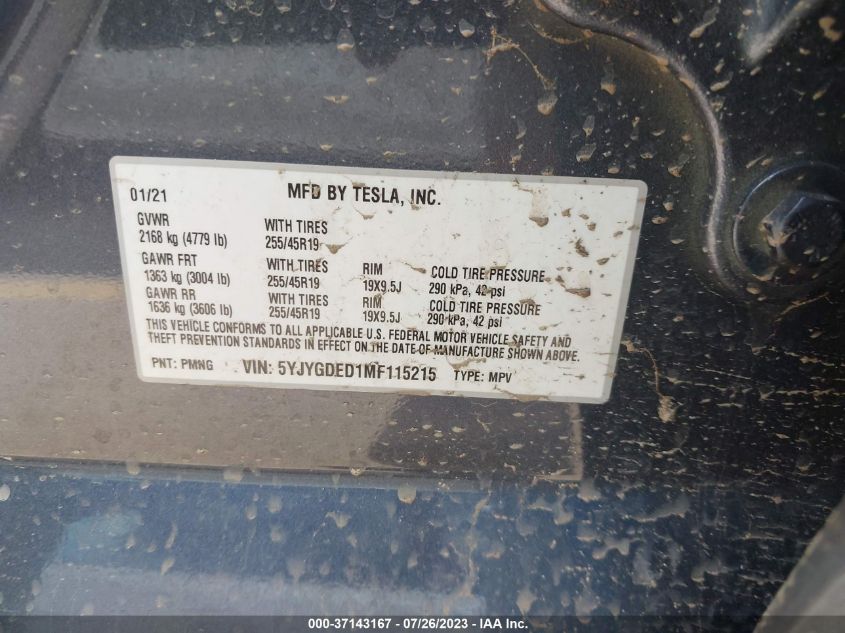 01/21 MFD BY TESLA, INC.
GVWR WITH TIRES
2168 kg (4779 lb) 255/45R19
GAWR FRT WITH TIRES RIM COLD TIRE PRESSURE
1363 kg (3004 lb) 255/45R19 19X9.5J 290 kPa, 42 psi
GAWR RR WITH TIRES RIM COLD TIRE PRESSURE
1636 kg (3606 lb) 255/45R19 19X9.5J 290 kPa, 42 psi
THIS VEHICLE CONFORMS TO ALL APPLICABLE U.S. FEDERAL MOTOR VEHICLE SAFETY AND
THEFT PREVENTION STANDARDS IN EFFECT ON THE DATE OF MANUFACTURE SHOWN ABOVE.
PNT: PMNG VIN: 5YJYGDED1MF115215 TYPE: MPV
000-37143167 / 07/26/2023 - IAA Inc.